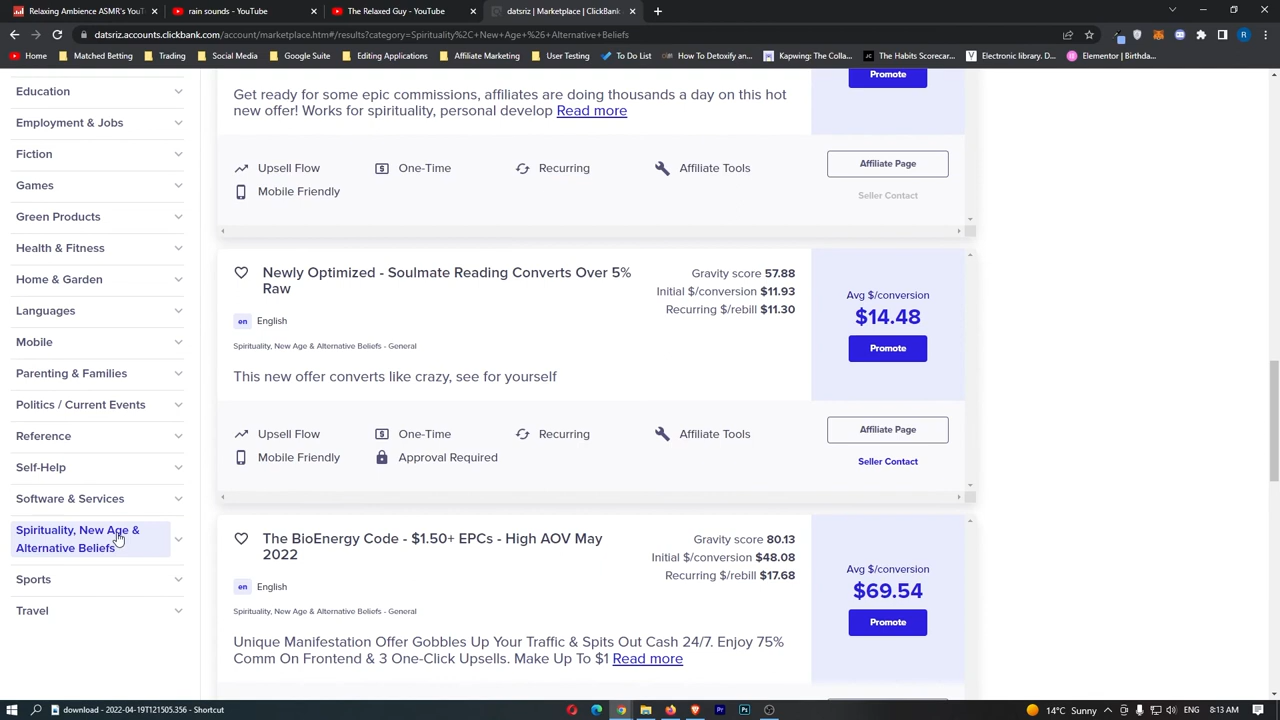 ASMR 's YouT
rain sounds - YouTube
YouTube
datsriz | Marketplace | ClickBank
datsriz.accounts.clickbank.com/account/marketplace.htm#/results?category=Spirituality%2C+New+Age+%26+Alternative+Beliefs
YouTube
Trading
Social Media
Google Suite
Editing Applications
Affiliate Marketing
User Testing
To Do List
How To Detoxify an...
Kapwing: The Colla...
The Habits Scorecar...
Electronic library. D...
Elementor | Birthda...
Education
Employment & Jobs
Fiction
Games
Green Products
Health & Fitness
Home & Garden
Languages
Mobile
Parenting & Families
Politics / Current Events
Reference
Self-Help
Software & Services
Spirituality, New Age &
Alternative Beliefs
Sports
Travel
Promote
Get ready for some epic commissions, affiliates are doing thousands a day on this hot
new offer! Works for spirituality, personal develop Read more
Upsell Flow
One-Time
Recurring
Affiliate Tools
Mobile Friendly
Affiliate Page
Seller Contact
Newly Optimized - Soulmate Reading Converts Over 5%
Raw
en English
Spirituality, New Age & Alternative Beliefs - General
This new offer converts like crazy, see for yourself
Gravity score 57.88
Initial $/conversion $11.93
Recurring $/rebill $11.30
Avg $/conversion
$14.48
Promote
Upsell Flow
One-Time
Recurring
Affiliate Tools
Mobile Friendly
Approval Required
Affiliate Page
Seller Contact
The BioEnergy Code - $1.50+ EPCs - High AOV May
2022
en English
Spirituality, New Age & Alternative Beliefs - General
Unique Manifestation Offer Gobbles Up Your Traffic & Spits Out Cash 24/7. Enjoy 75%
Comm On Frontend & 3 One-Click Upsells. Make Up To $1 Read more
Gravity score 80.13
Initial $/conversion $48.08
Recurring $/rebill $17.68
Avg $/conversion
$69.54
Promote
download - 2022-04-19T121505.356 - Shortcut
14°C Sunny
8:13 AM